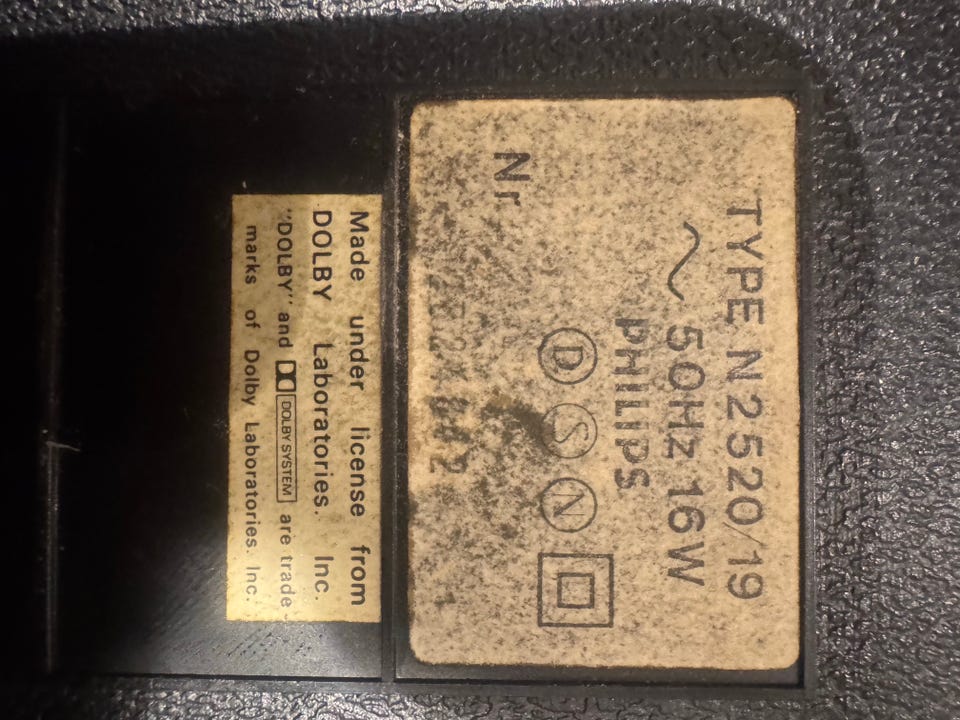 TYPE N2520/19
~ 50Hz 16W
PHILIPS
D S N
Nr
Made under license from
DOLBY Laboratories. Inc.
"DOLBY" and DOLBY SYSTEM are trade
marks of Dolby Laboratories. Inc.